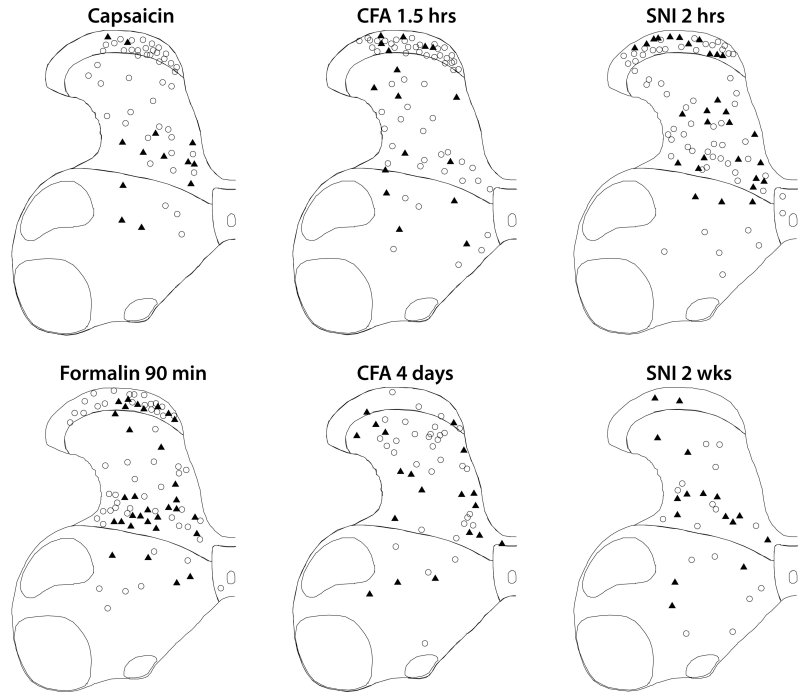 Capsaicin
CFA 1.5 hrs
SNI 2 hrs
Formalin 90 min
CFA 4 days
SNI 2 wks